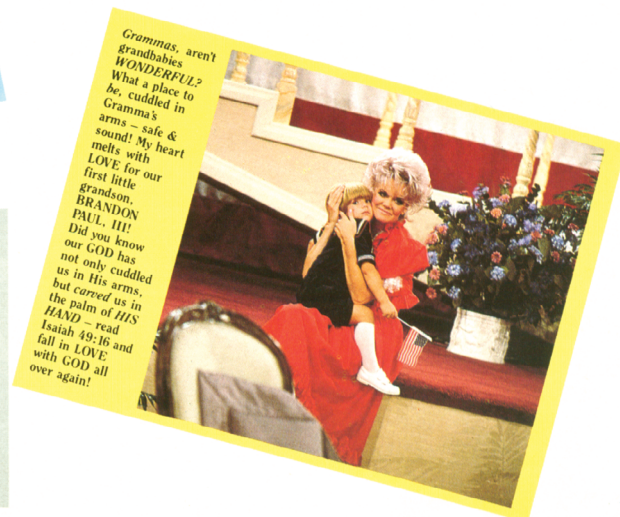 Grammas, aren't
grandbabies
WONDERFUL?
What a place to
be, cuddled in
Gramma's
arms – safe &
sound! My heart
melts with
LOVE for our
first little
grandson,
BRANDON
PAUL, III!
Did you know
our GOD has
not only cuddled
us in His arms,
but carved us in
the palm of HIS
HAND – read
Isaiah 49:16 and
fall in LOVE
with GOD all
over again!